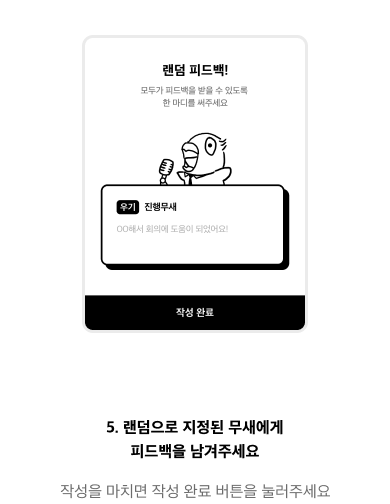 랜덤 피드백!
모두가 피드백을 받을 수 있도록
한 마디를 써주세요
우기 진행무새
OO해서 회의에 도움이 되었어요!
작성 완료
5. 랜덤으로 지정된 무새에게
피드백을 남겨주세요
작성을 마치면 작성 완료 버튼을 눌러주세요